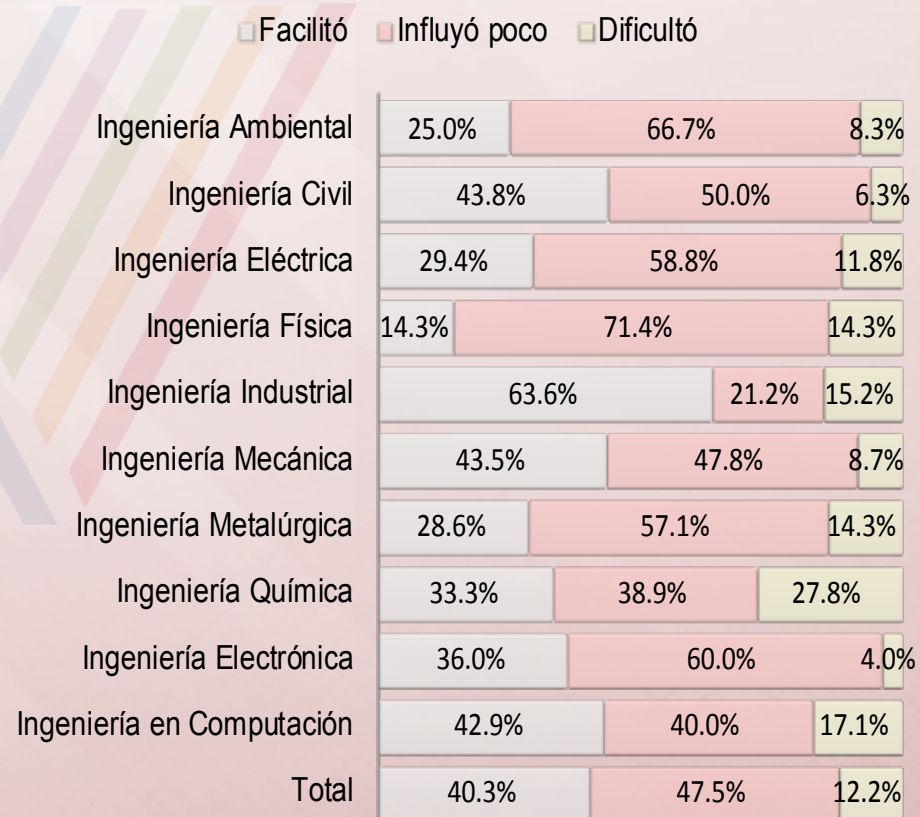 Facilitó Influyó poco Dificultó
Ingeniería Ambiental 25.0% 66.7% 8.3%
Ingeniería Civil 43.8% 50.0% 6.3%
Ingeniería Eléctrica 29.4% 58.8% 11.8%
Ingeniería Física 14.3% 71.4% 14.3%
Ingeniería Industrial 63.6% 21.2% 15.2%
Ingeniería Mecánica 43.5% 47.8% 8.7%
Ingeniería Metalúrgica 28.6% 57.1% 14.3%
Ingeniería Química 33.3% 38.9% 27.8%
Ingeniería Electrónica 36.0% 60.0% 4.0%
Ingeniería en Computación 42.9% 40.0% 17.1%
Total 40.3% 47.5% 12.2%